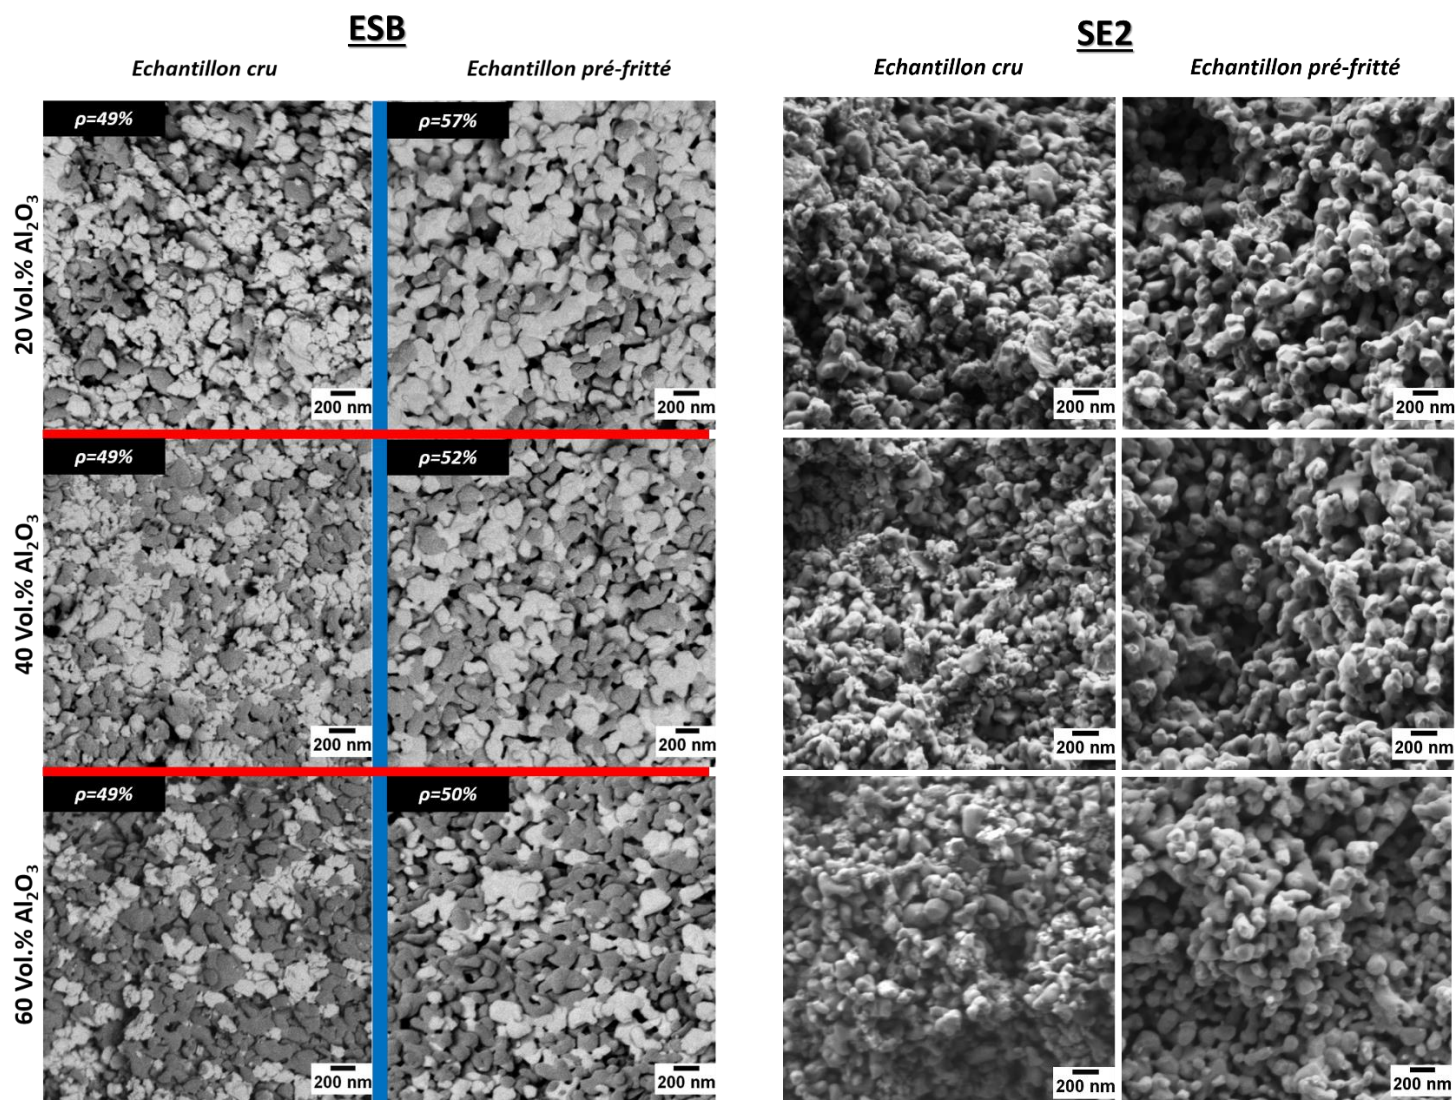 ESB
SE2
Echantillon cru
Echantillon pré-fritté
Echantillon cru
Echantillon pré-fritté
20 Vol.% Al₂O₃
ρ=49%
ρ=57%
200 nm
200 nm
200 nm
200 nm
40 Vol.% Al₂O₃
ρ=49%
ρ=52%
200 nm
200 nm
200 nm
200 nm
60 Vol.% Al₂O₃
ρ=49%
ρ=50%
200 nm
200 nm
200 nm
200 nm